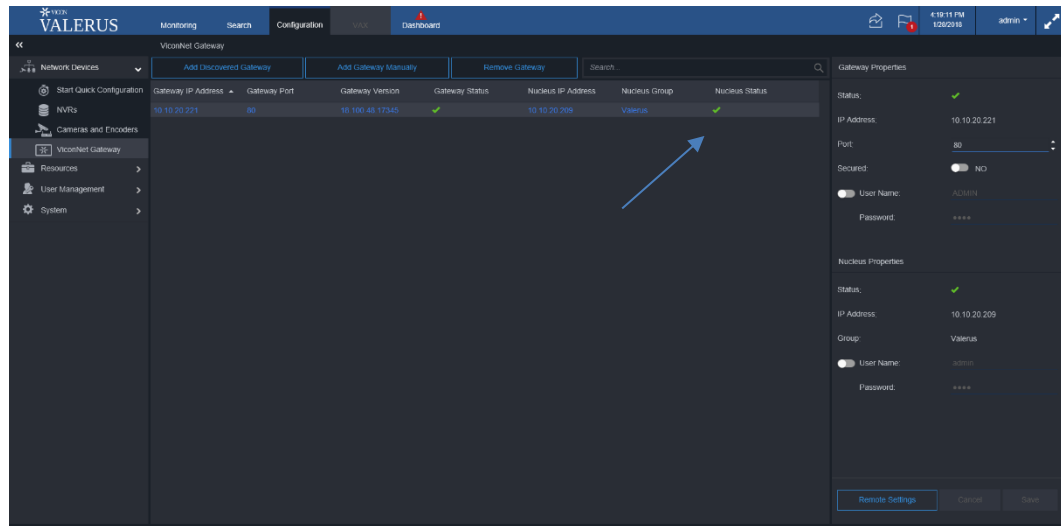 VICON
VALERUS
Monitoring Search Configuration VAX Dashboard
4:19:11 PM
1/28/2018
admin
1
«
ViconNet Gateway
Network Devices
Start Quick Configuration
NVRs
Cameras and Encoders
ViconNet Gateway
Resources
User Management
System
Add Discovered Gateway Add Gateway Manually Remove Gateway Search...
Gateway IP Address Gateway Port Gateway Version Gateway Status Nucleus IP Address Nucleus Group Nucleus Status
10.10.20.221 80 18.100.48.17345 10.10.20.209 Valerus
Gateway Properties
Status:
IP Address: 10.10.20.221
Port: 80
Secured: NO
User Name: ADMIN
Password: ****
Nucleus Properties
Status:
IP Address: 10.10.20.209
Group: Valerus
User Name: admin
Password: ****
Remote Settings Cancel Save